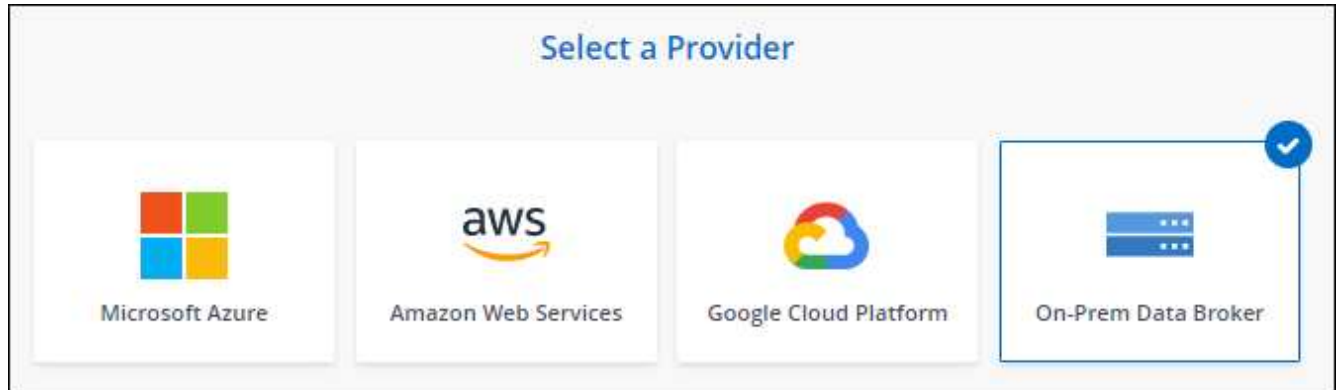 Select a Provider
aws
Microsoft Azure
Amazon Web Services
Google Cloud Platform
On-Prem Data Broker